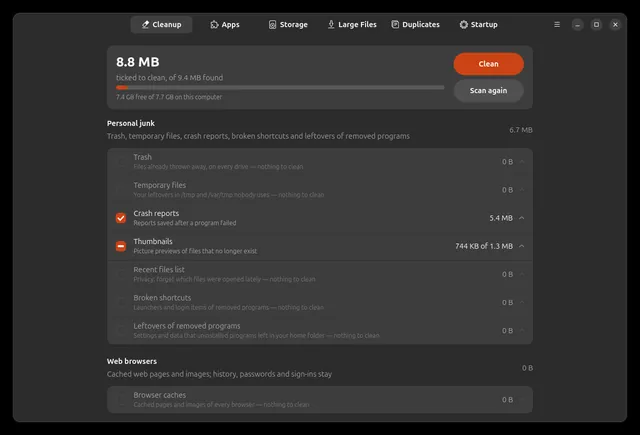 Cleanup
Apps
Storage
Large Files
Duplicates
Startup
8.8 MB
ticked to clean, of 9.4 MB found
7.4 GB free of 7.7 GB on this computer
Clean
Scan again
Personal junk
Trash, temporary files, crash reports, broken shortcuts and leftovers of removed programs
6.7 MB
Trash
Files already thrown away, on every drive — nothing to clean
0 B
Temporary files
Your leftovers in /tmp and /var/tmp nobody uses — nothing to clean
0 B
Crash reports
Reports saved after a program failed
5.4 MB
Thumbnails
Picture previews of files that no longer exist
744 KB of 1.3 MB
Recent files list
Privacy: forget which files were opened lately — nothing to clean
0 B
Broken shortcuts
Launchers and login items of removed programs — nothing to clean
0 B
Leftovers of removed programs
Settings and data that uninstalled programs left in your home folder — nothing to clean
0 B
Web browsers
Cached web pages and images; history, passwords and sign-ins stay
0 B
Browser caches
Cached pages and images of every browser — nothing to clean
0 B